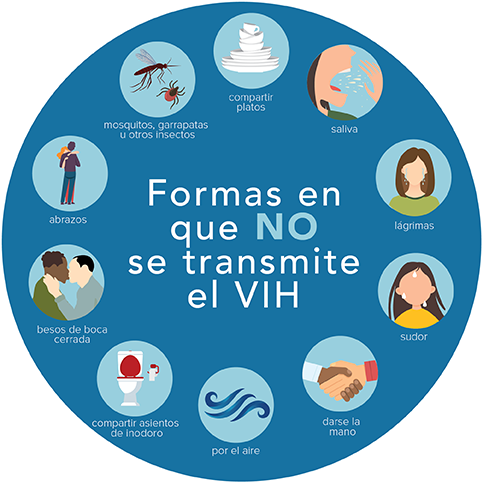 Formas en
que NO
se transmite
el VIH
compartir
platos
saliva
lágrimas
sudor
darse la
mano
por el aire
compartir asientos
de inodoro
besos de boca
cerrada
abrazos
mosquitos, garrapatas
u otros insectos